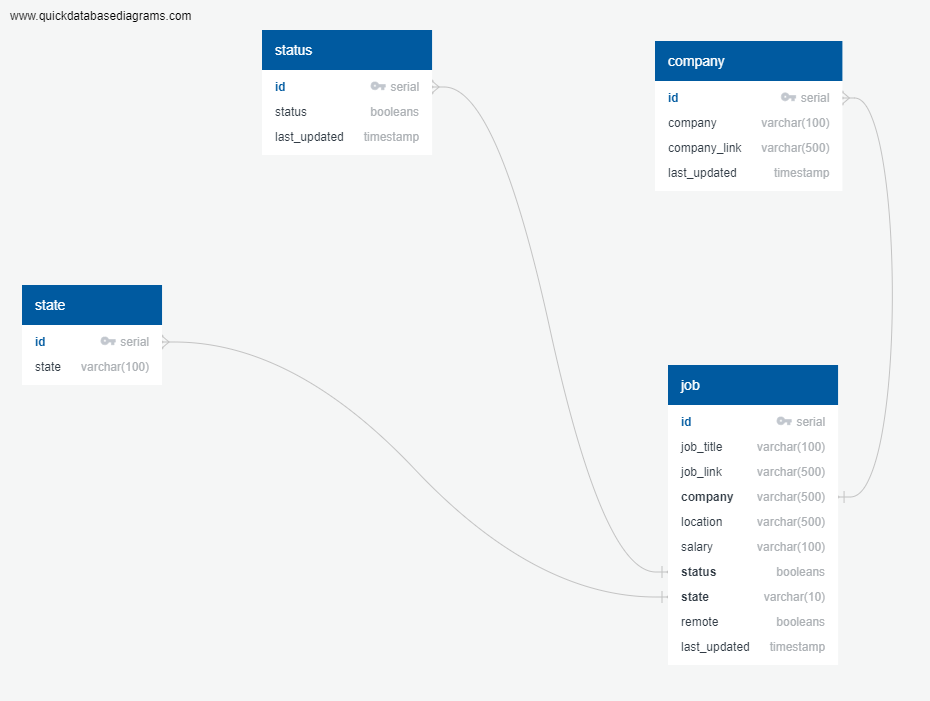 www.quickdatabasediagrams.com
status
id serial
status booleans
last_updated timestamp
company
id serial
company varchar(100)
company_link varchar(500)
last_updated timestamp
state
id serial
state varchar(100)
job
id serial
job_title varchar(100)
job_link varchar(500)
company varchar(500)
location varchar(500)
salary varchar(100)
status booleans
state varchar(10)
remote booleans
last_updated timestamp